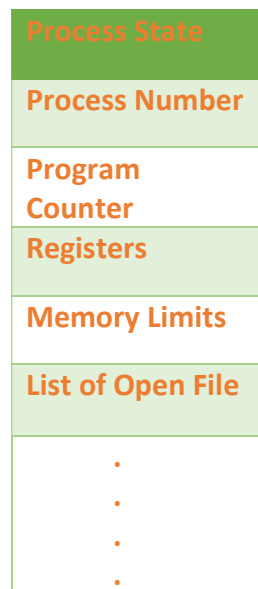 Process State
Process Number
Program
Counter
Registers
Memory Limits
List of Open File
.
.
.
.